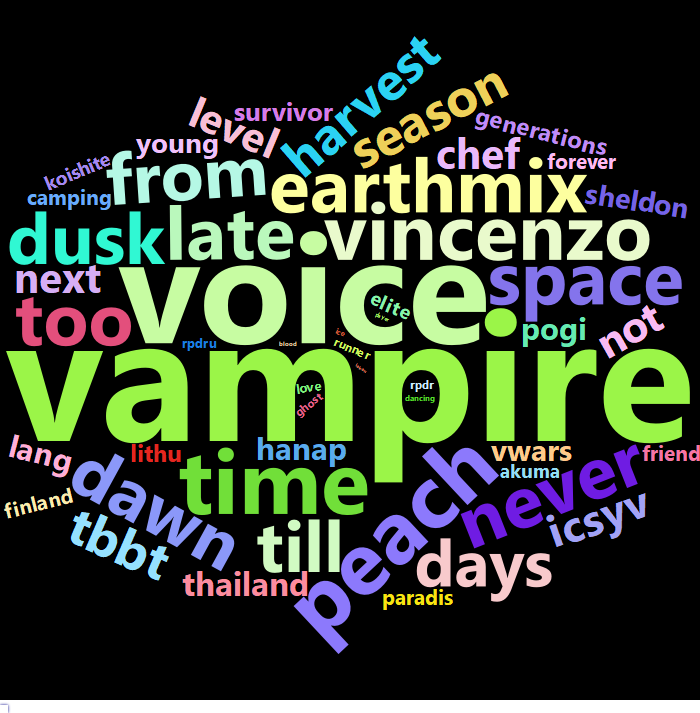 harvest
season
level
survivor
generations
young
chef
forever
koishite
from
earthmix
sheldon
camping
dusk
late
vincenzo
next
voice
space
elite
too
pogi
not
rpdru
blood
runner
vampire
love
rpdr
ghost
dancing
lang
lithu
hanap
vwars
friend
akuma
dawn
time
peach
never
finland
icsyv
tbbt
till
days
thailand
paradis